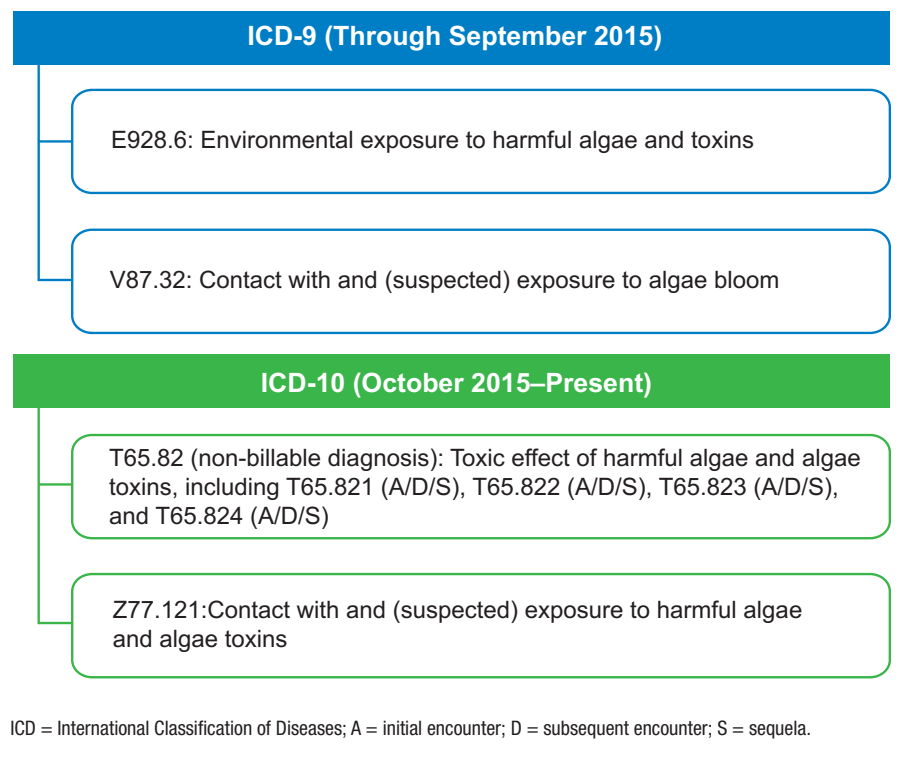 ICD-9 (Through September 2015)
E928.6: Environmental exposure to harmful algae and toxins
V87.32: Contact with and (suspected) exposure to algae bloom
ICD-10 (October 2015–Present)
T65.82 (non-billable diagnosis): Toxic effect of harmful algae and algae
toxins, including T65.821 (A/D/S), T65.822 (A/D/S), T65.823 (A/D/S),
and T65.824 (A/D/S)
Z77.121:Contact with and (suspected) exposure to harmful algae
and algae toxins
ICD = International Classification of Diseases; A = initial encounter; D = subsequent encounter; S = sequela.